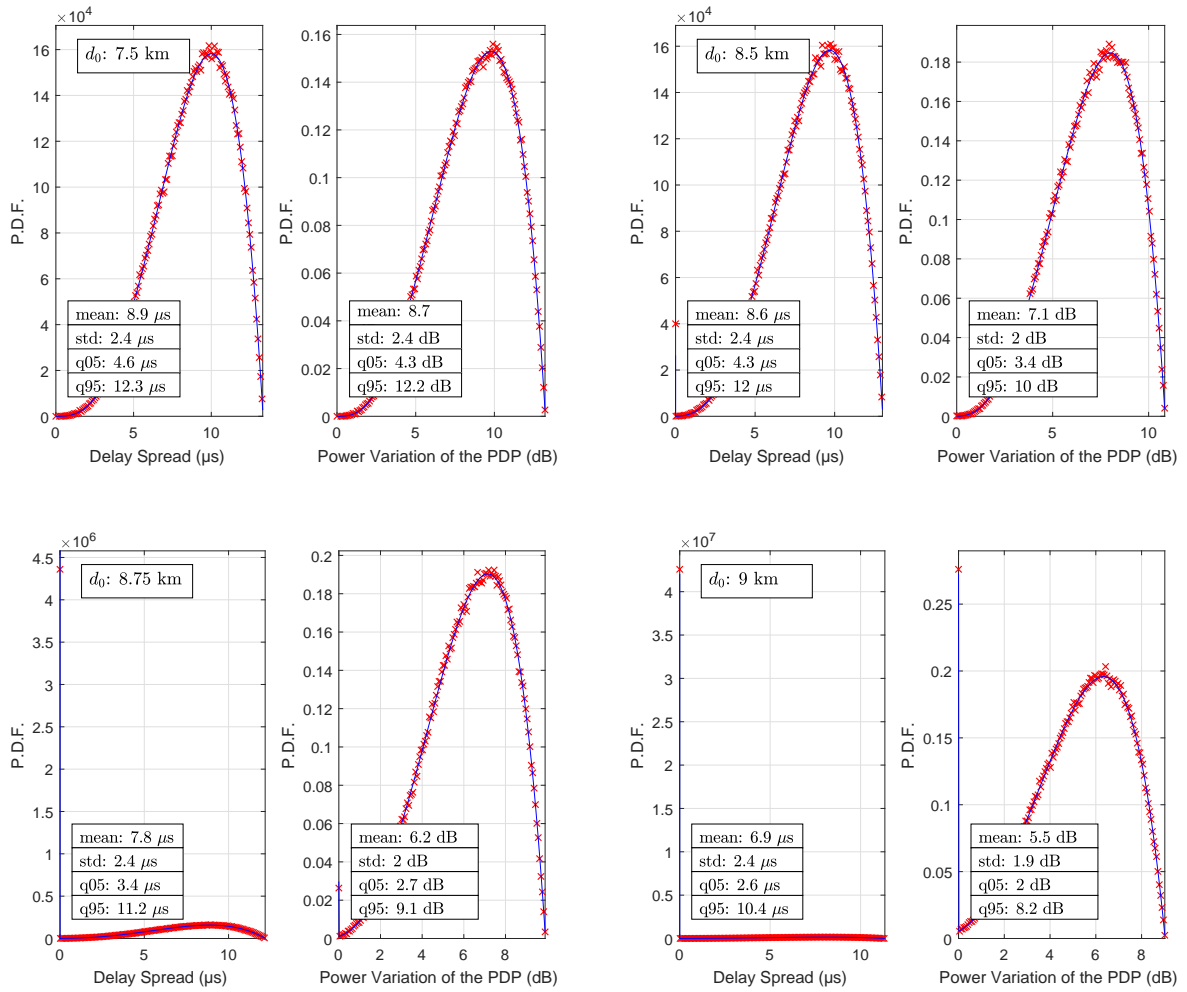 ×10⁴
d₀: 7.5 km
16
14
12
10
8
6
4
2
0
P.D.F.
mean: 8.9 μs
std: 2.4 μs
q05: 4.6 μs
q95: 12.3 μs
0 5 10
Delay Spread (μs)
0.16
0.14
0.12
0.1
0.08
0.06
0.04
0.02
0
P.D.F.
mean: 8.7
std: 2.4 dB
q05: 4.3 dB
q95: 12.2 dB
0 2 4 6 8 10 12
Power Variation of the PDP (dB)
×10⁴
d₀: 8.5 km
16
14
12
10
8
6
4
2
0
P.D.F.
mean: 8.6 μs
std: 2.4 μs
q05: 4.3 μs
q95: 12 μs
0 5 10
Delay Spread (μs)
0.18
0.16
0.14
0.12
0.1
0.08
0.06
0.04
0.02
0
P.D.F.
mean: 7.1 dB
std: 2 dB
q05: 3.4 dB
q95: 10 dB
0 5 10
Power Variation of the PDP (dB)
×10⁶
d₀: 8.75 km
4.5
4
3.5
3
2.5
2
1.5
1
0.5
0
P.D.F.
mean: 7.8 μs
std: 2.4 μs
q05: 3.4 μs
q95: 11.2 μs
0 5 10
Delay Spread (μs)
0.2
0.18
0.16
0.14
0.12
0.1
0.08
0.06
0.04
0.02
0
P.D.F.
mean: 6.2 dB
std: 2 dB
q05: 2.7 dB
q95: 9.1 dB
0 2 4 6 8
Power Variation of the PDP (dB)
×10⁷
d₀: 9 km
4
3.5
3
2.5
2
1.5
1
0.5
0
P.D.F.
mean: 6.9 μs
std: 2.4 μs
q05: 2.6 μs
q95: 10.4 μs
0 5 10
Delay Spread (μs)
0.25
0.2
0.15
0.1
0.05
0
P.D.F.
mean: 5.5 dB
std: 1.9 dB
q05: 2 dB
q95: 8.2 dB
0 2 4 6 8
Power Variation of the PDP (dB)